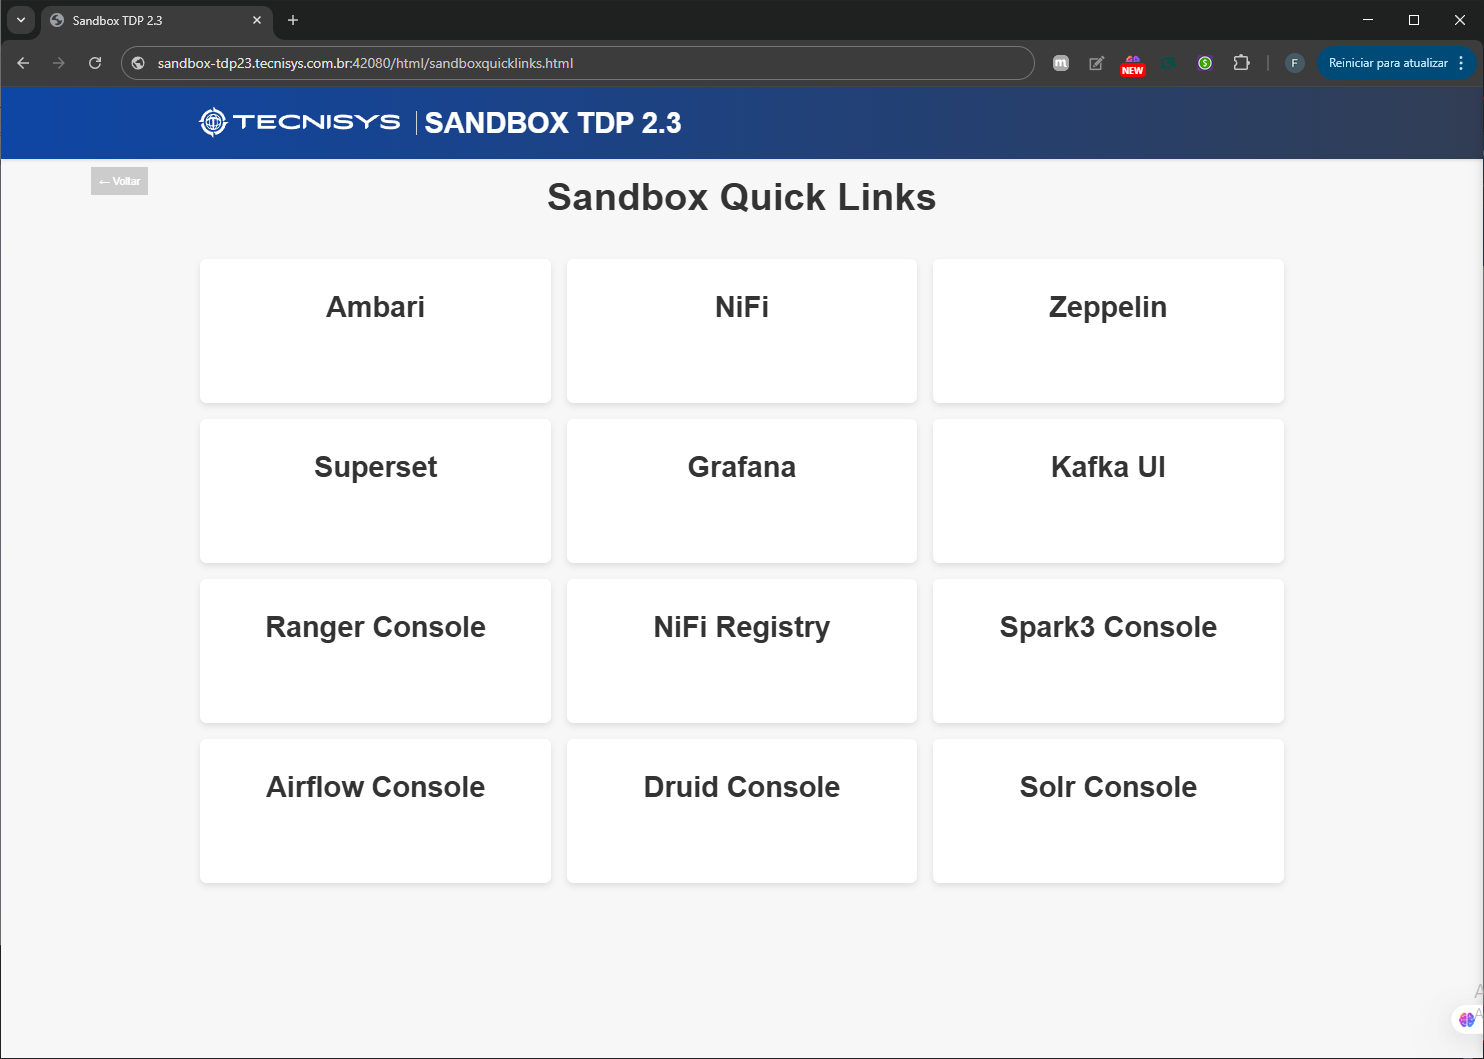 Sandbox TDP 2.3
sandbox-tdp23.tecnisys.com.br:42080/html/sandboxquicklinks.html
m
NEW
$
F
Reiniciar para atualizar
TECNISYS
SANDBOX TDP 2.3
← Voltar
Sandbox Quick Links
Ambari
NiFi
Zeppelin
Superset
Grafana
Kafka UI
Ranger Console
NiFi Registry
Spark3 Console
Airflow Console
Druid Console
Solr Console
A
A